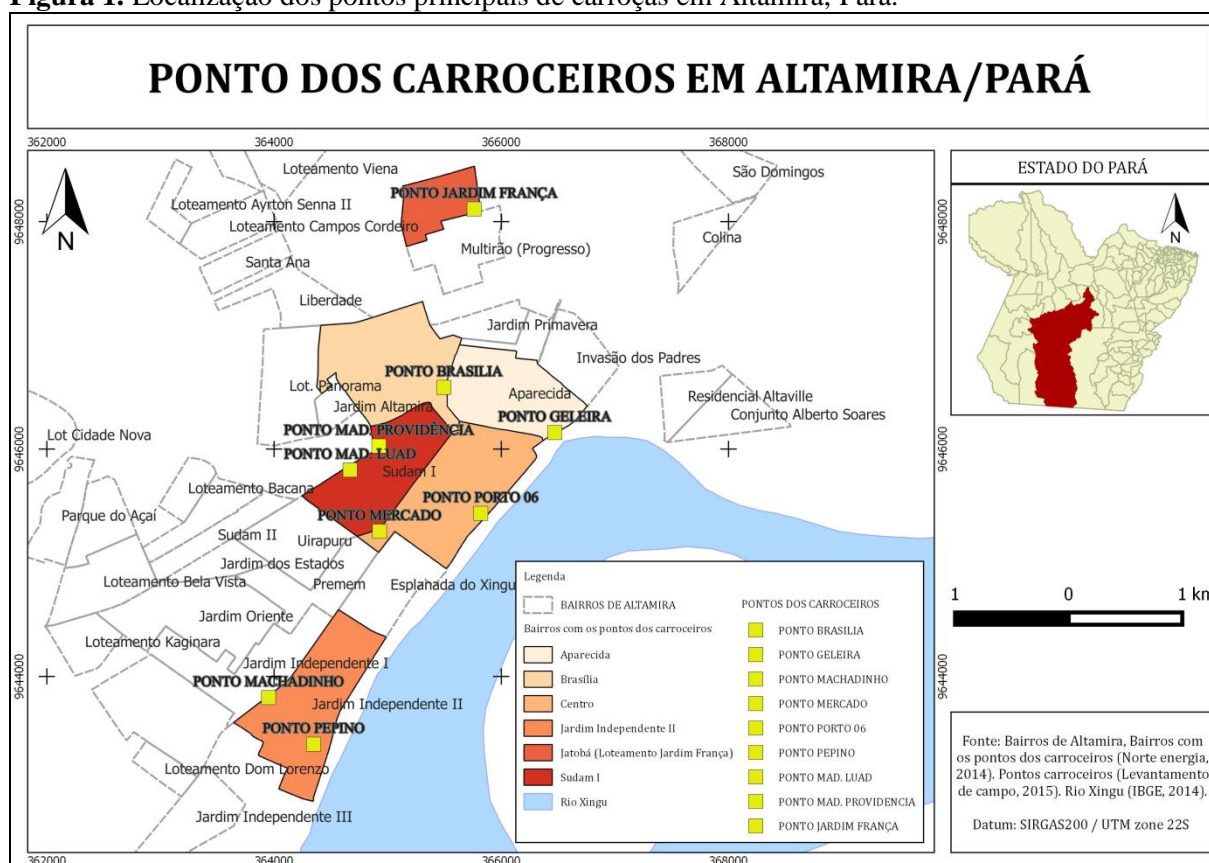 Figura 1. Localização dos pontos principais de carroças em Altamira, Pará.
PONTO DOS CARROCEIROS EM ALTAMIRA/PARÁ
362000
364000
366000
368000
9648000
9646000
9644000
N
Loteamento Viena
São Domingos
PONTO JARDIM FRANÇA
Loteamento Ayrton Senna II
Loteamento Campos Cordeiro
Colina
Multirão (Progresso)
Santa Ana
Liberdade
Jardim Primavera
Invasão dos Padres
PONTO BRASILIA
Lot. Panorama
Aparecida
Residencial Altaville
Jardim Altamira
Conjunto Alberto Soares
PONTO GELEIRA
PONTO MAD. PROVIDÊNCIA
Lot Cidade Nova
PONTO MAD. LUAD
Sudam I
Loteamento Bacana
PONTO PORTO 06
Parque do Açaí
PONTO MERCADO
Sudam II
Uirapuru
Jardim dos Estados
Loteamento Bela Vista
Premem
Esplanada do Xingu
Jardim Oriente
Loteamento Kaginara
Jardim Independente I
PONTO MACHADINHO
Jardim Independente II
PONTO PEPINO
Loteamento Dom Lorenzo
Jardim Independente III
Legenda
BAIRROS DE ALTAMIRA
Bairros com os pontos dos carroceiros
Aparecida
Brasília
Centro
Jardim Independente II
Jatobá (Loteamento Jardim França)
Sudam I
Rio Xingu
PONTOS DOS CARROCEIROS
PONTO BRASILIA
PONTO GELEIRA
PONTO MACHADINHO
PONTO MERCADO
PONTO PORTO 06
PONTO PEPINO
PONTO MAD. LUAD
PONTO MAD. PROVIDENCIA
PONTO JARDIM FRANÇA
362000
364000
366000
368000
9648000
9646000
9644000
ESTADO DO PARÁ
N
1 0 1 km
Fonte: Bairros de Altamira, Bairros com
os pontos dos carroceiros (Norte energia,
2014). Pontos carroceiros (Levantamento
de campo, 2015). Rio Xingu (IBGE, 2014).
Datum: SIRGAS200 / UTM zone 22S